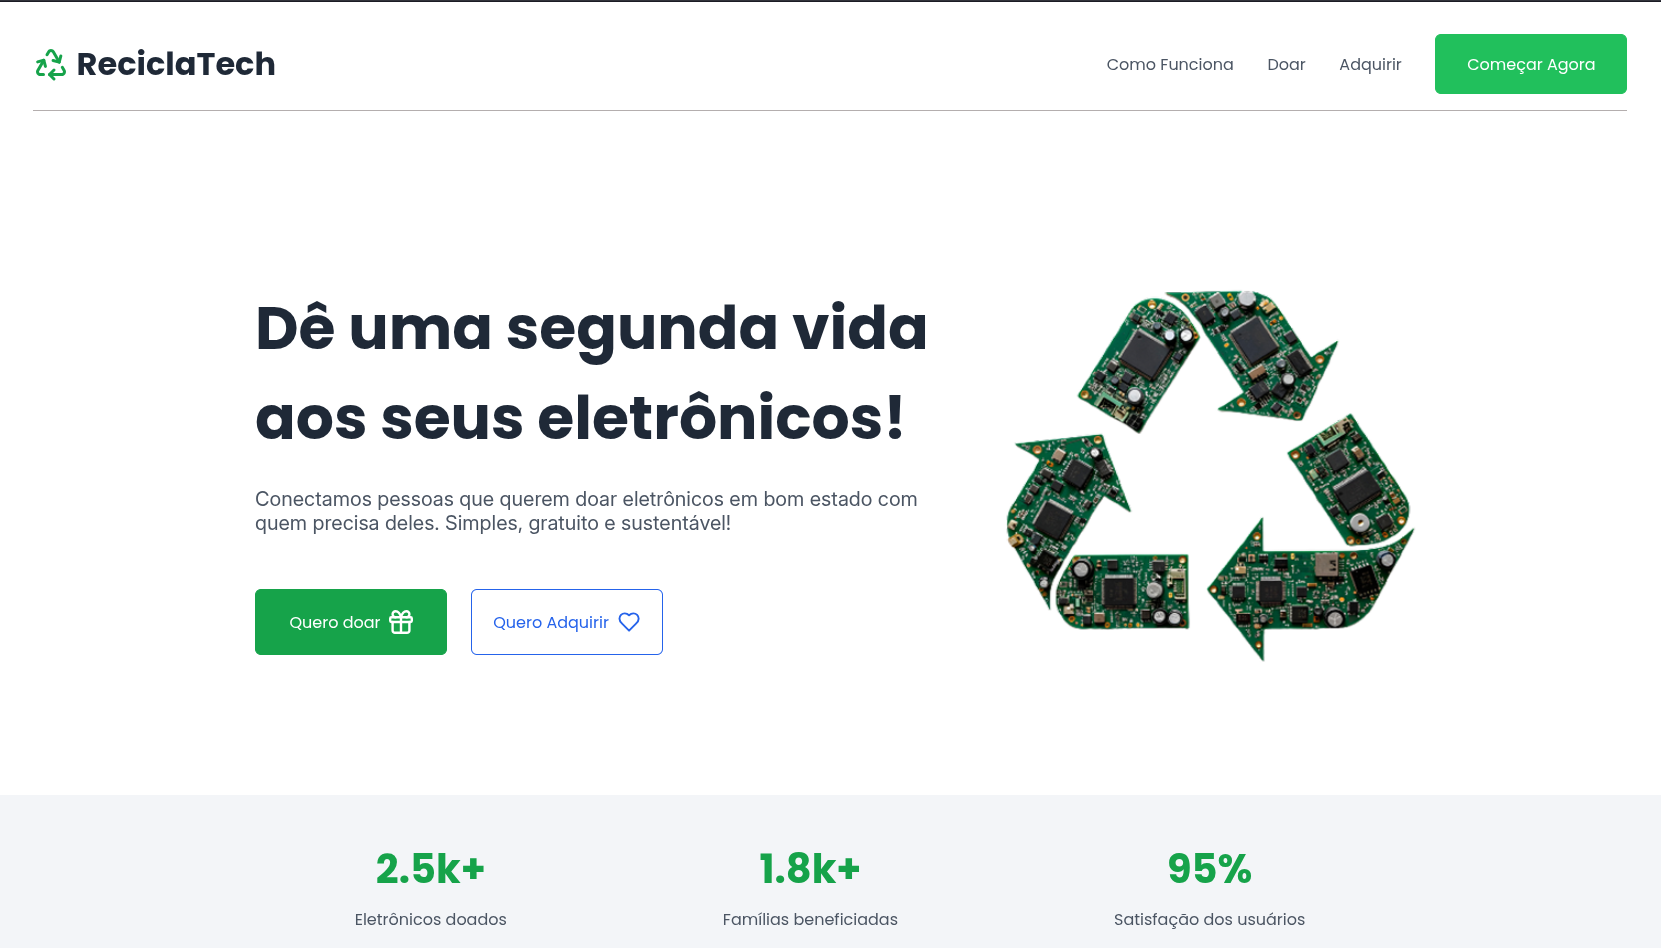 ReciclaTech
Como Funciona
Doar
Adquirir
Começar Agora
Dê uma segunda vida
aos seus eletrônicos!
Conectamos pessoas que querem doar eletrônicos em bom estado com
quem precisa deles. Simples, gratuito e sustentável!
Quero doar
Quero Adquirir
2.5k+
Eletrônicos doados
1.8k+
Famílias beneficiadas
95%
Satisfação dos usuários